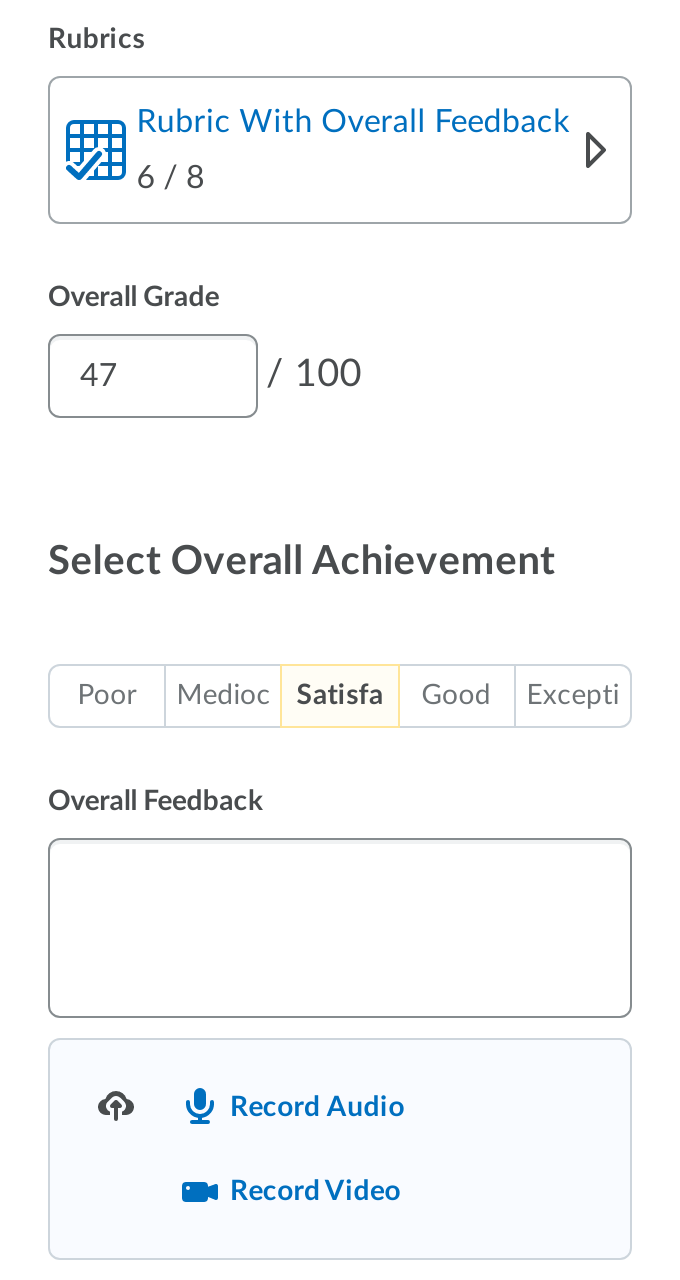 Rubrics
Rubric With Overall Feedback
6 / 8
Overall Grade
47 / 100
Select Overall Achievement
Poor Medioc Satisfa Good Excepti
Overall Feedback
Record Audio
Record Video